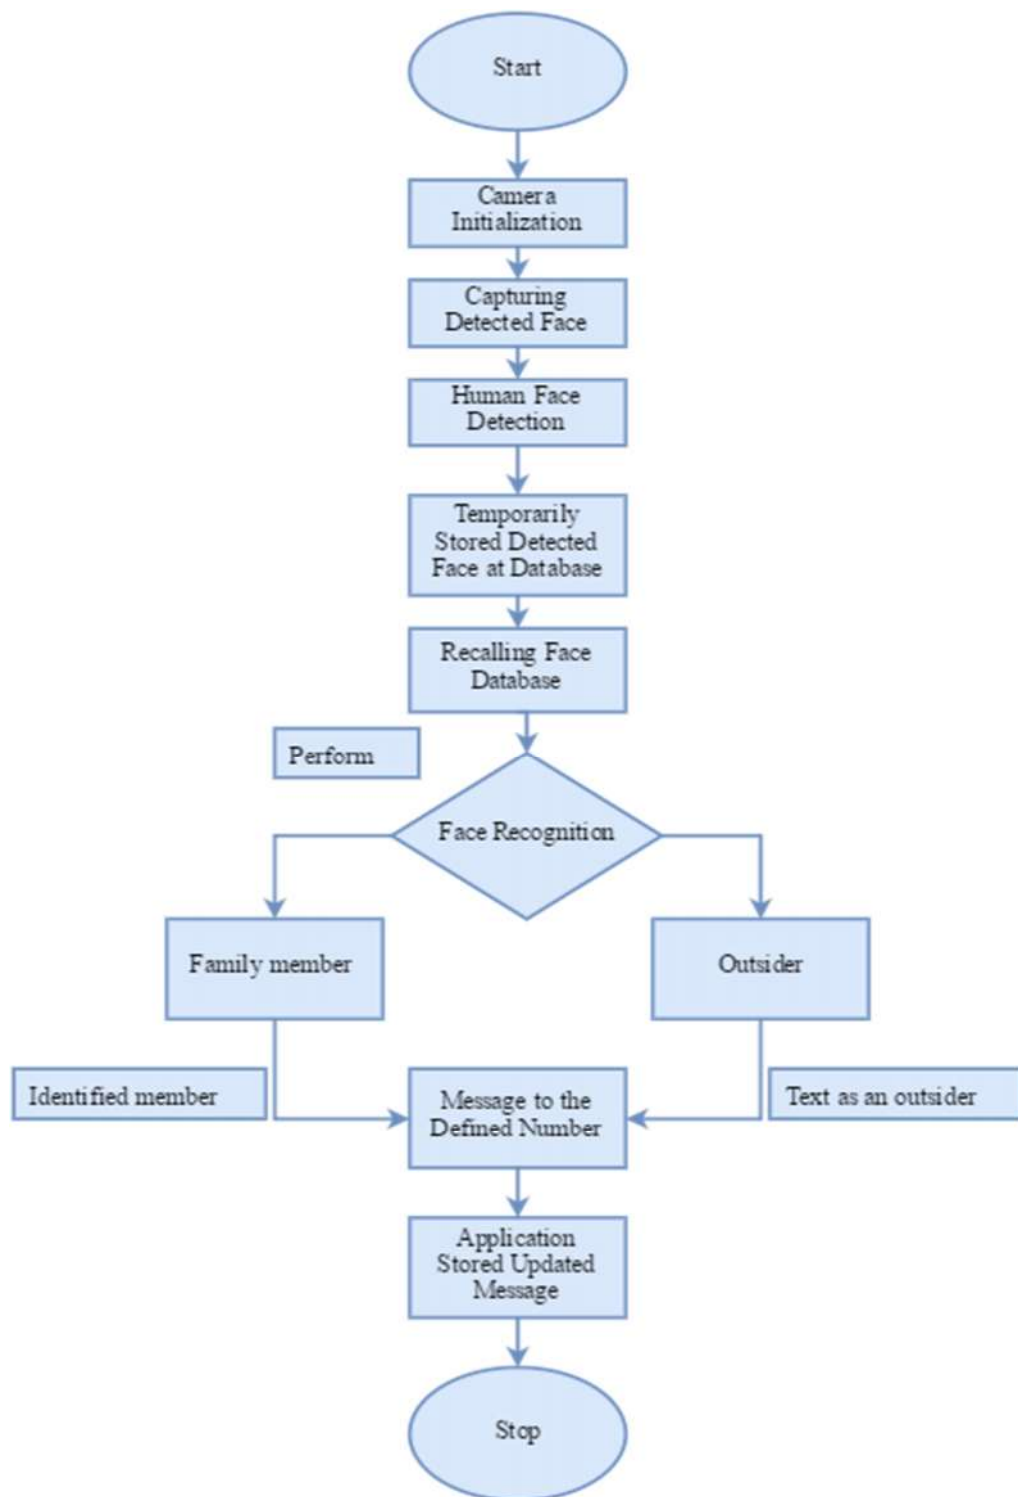 Start
Camera
Initialization
Capturing
Detected Face
Human Face
Detection
Temporarily
Stored Detected
Face at Database
Recalling Face
Database
Perform
Face Recognition
Family member
Outsider
Identified member
Message to the
Defined Number
Text as an outsider
Application
Stored Updated
Message
Stop